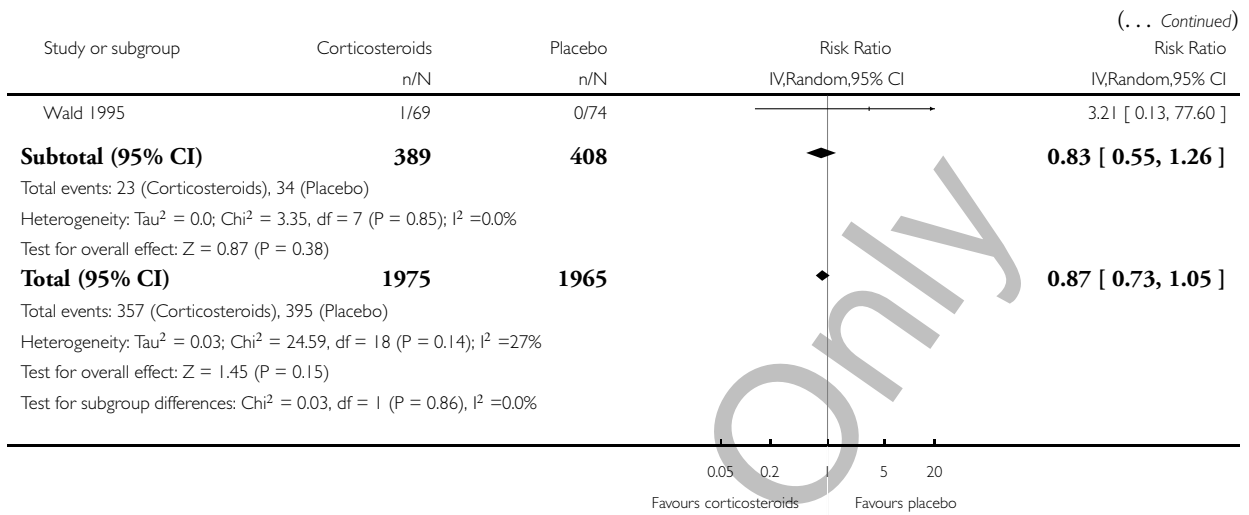 (... Continued)
Study or subgroup Corticosteroids Placebo Risk Ratio Risk Ratio
n/N n/N IV,Random,95% CI IV,Random,95% CI
Wald 1995 1/69 0/74 3.21 [ 0.13, 77.60 ]
Subtotal (95% CI) 389 408 0.83 [ 0.55, 1.26 ]
Total events: 23 (Corticosteroids), 34 (Placebo)
Heterogeneity: Tau² = 0.0; Chi² = 3.35, df = 7 (P = 0.85); I² =0.0%
Test for overall effect: Z = 0.87 (P = 0.38)
Total (95% CI) 1975 1965 0.87 [ 0.73, 1.05 ]
Total events: 357 (Corticosteroids), 395 (Placebo)
Heterogeneity: Tau² = 0.03; Chi² = 24.59, df = 18 (P = 0.14); I² =27%
Test for overall effect: Z = 1.45 (P = 0.15)
Test for subgroup differences: Chi² = 0.03, df = 1 (P = 0.86), I² =0.0%
Only
0.05 0.2 1 5 20
Favours corticosteroids Favours placebo